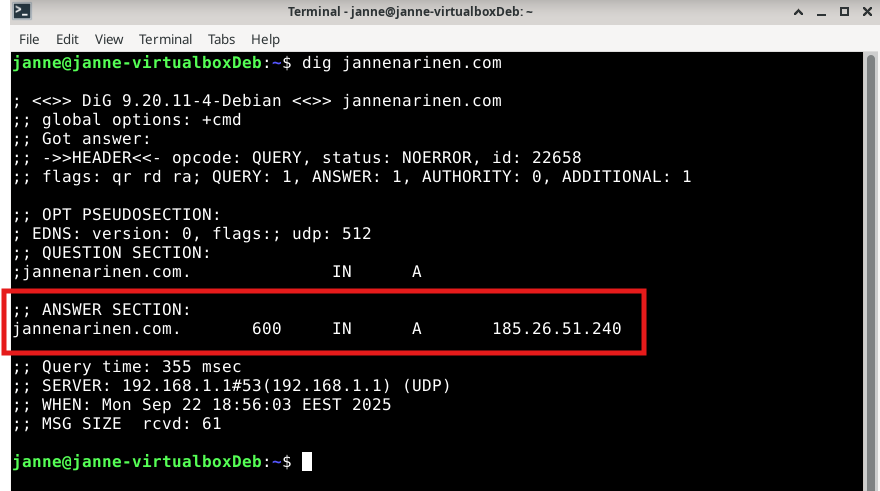 Terminal - janne@janne-virtualboxDeb: ~
File Edit View Terminal Tabs Help
janne@janne-virtualboxDeb:~$ dig jannenarinen.com
; <<>> DiG 9.20.11-4-Debian <<>> jannenarinen.com
;; global options: +cmd
;; Got answer:
;; ->>HEADER<<- opcode: QUERY, status: NOERROR, id: 22658
;; flags: qr rd ra; QUERY: 1, ANSWER: 1, AUTHORITY: 0, ADDITIONAL: 1
;; OPT PSEUDOSECTION:
; EDNS: version: 0, flags:; udp: 512
;; QUESTION SECTION:
;jannenarinen.com. IN A
;; ANSWER SECTION:
jannenarinen.com. 600 IN A 185.26.51.240
;; Query time: 355 msec
;; SERVER: 192.168.1.1#53(192.168.1.1) (UDP)
;; WHEN: Mon Sep 22 18:56:03 EEST 2025
;; MSG SIZE rcvd: 61
janne@janne-virtualboxDeb:~$